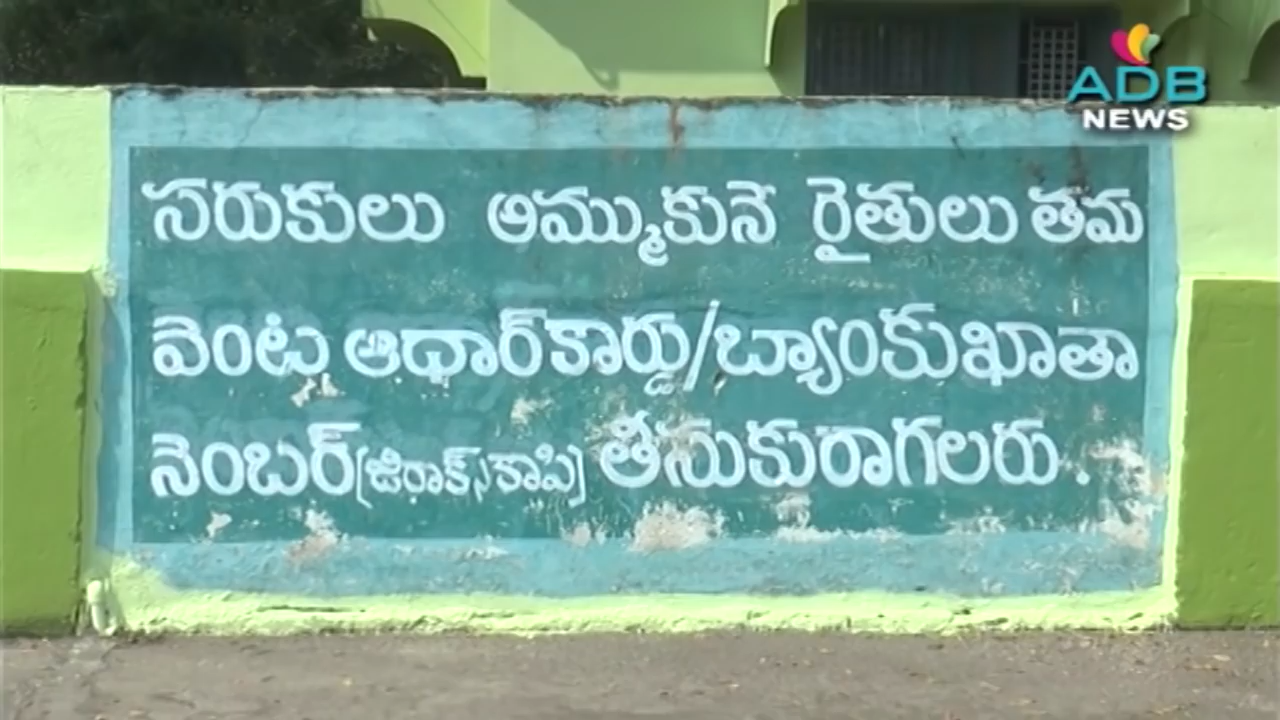 ADB
NEWS
సరుకులు అమ్ముకునే రైతులు తమ
వెంట ఆధార్ కార్డు/బ్యాంకుఖాతా
నెంబర్(జిరాక్స్ కాపి) తీసుకురాగలరు.